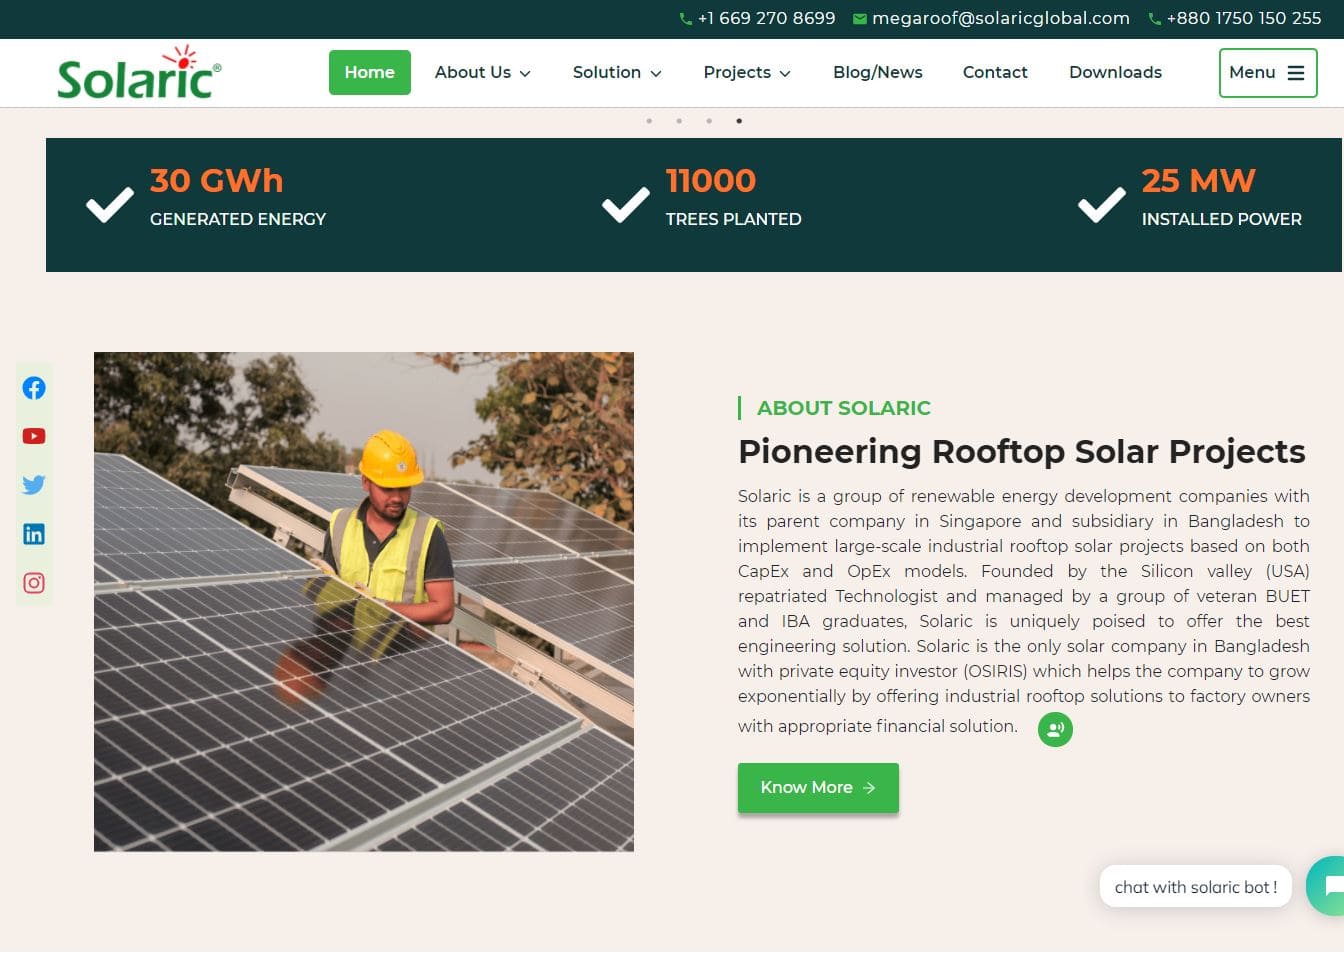 +1 669 270 8699 megaroof@solaricglobal.com +880 1750 150 255
Solaric®
Home About Us Solution Projects Blog/News Contact Downloads Menu
30 GWh
GENERATED ENERGY
11000
TREES PLANTED
25 MW
INSTALLED POWER
ABOUT SOLARIC
Pioneering Rooftop Solar Projects
Solaric is a group of renewable energy development companies with
its parent company in Singapore and subsidiary in Bangladesh to
implement large-scale industrial rooftop solar projects based on both
CapEx and OpEx models. Founded by the Silicon valley (USA)
repatriated Technologist and managed by a group of veteran BUET
and IBA graduates, Solaric is uniquely poised to offer the best
engineering solution. Solaric is the only solar company in Bangladesh
with private equity investor (OSIRIS) which helps the company to grow
exponentially by offering industrial rooftop solutions to factory owners
with appropriate financial solution.
Know More
chat with solaric bot !